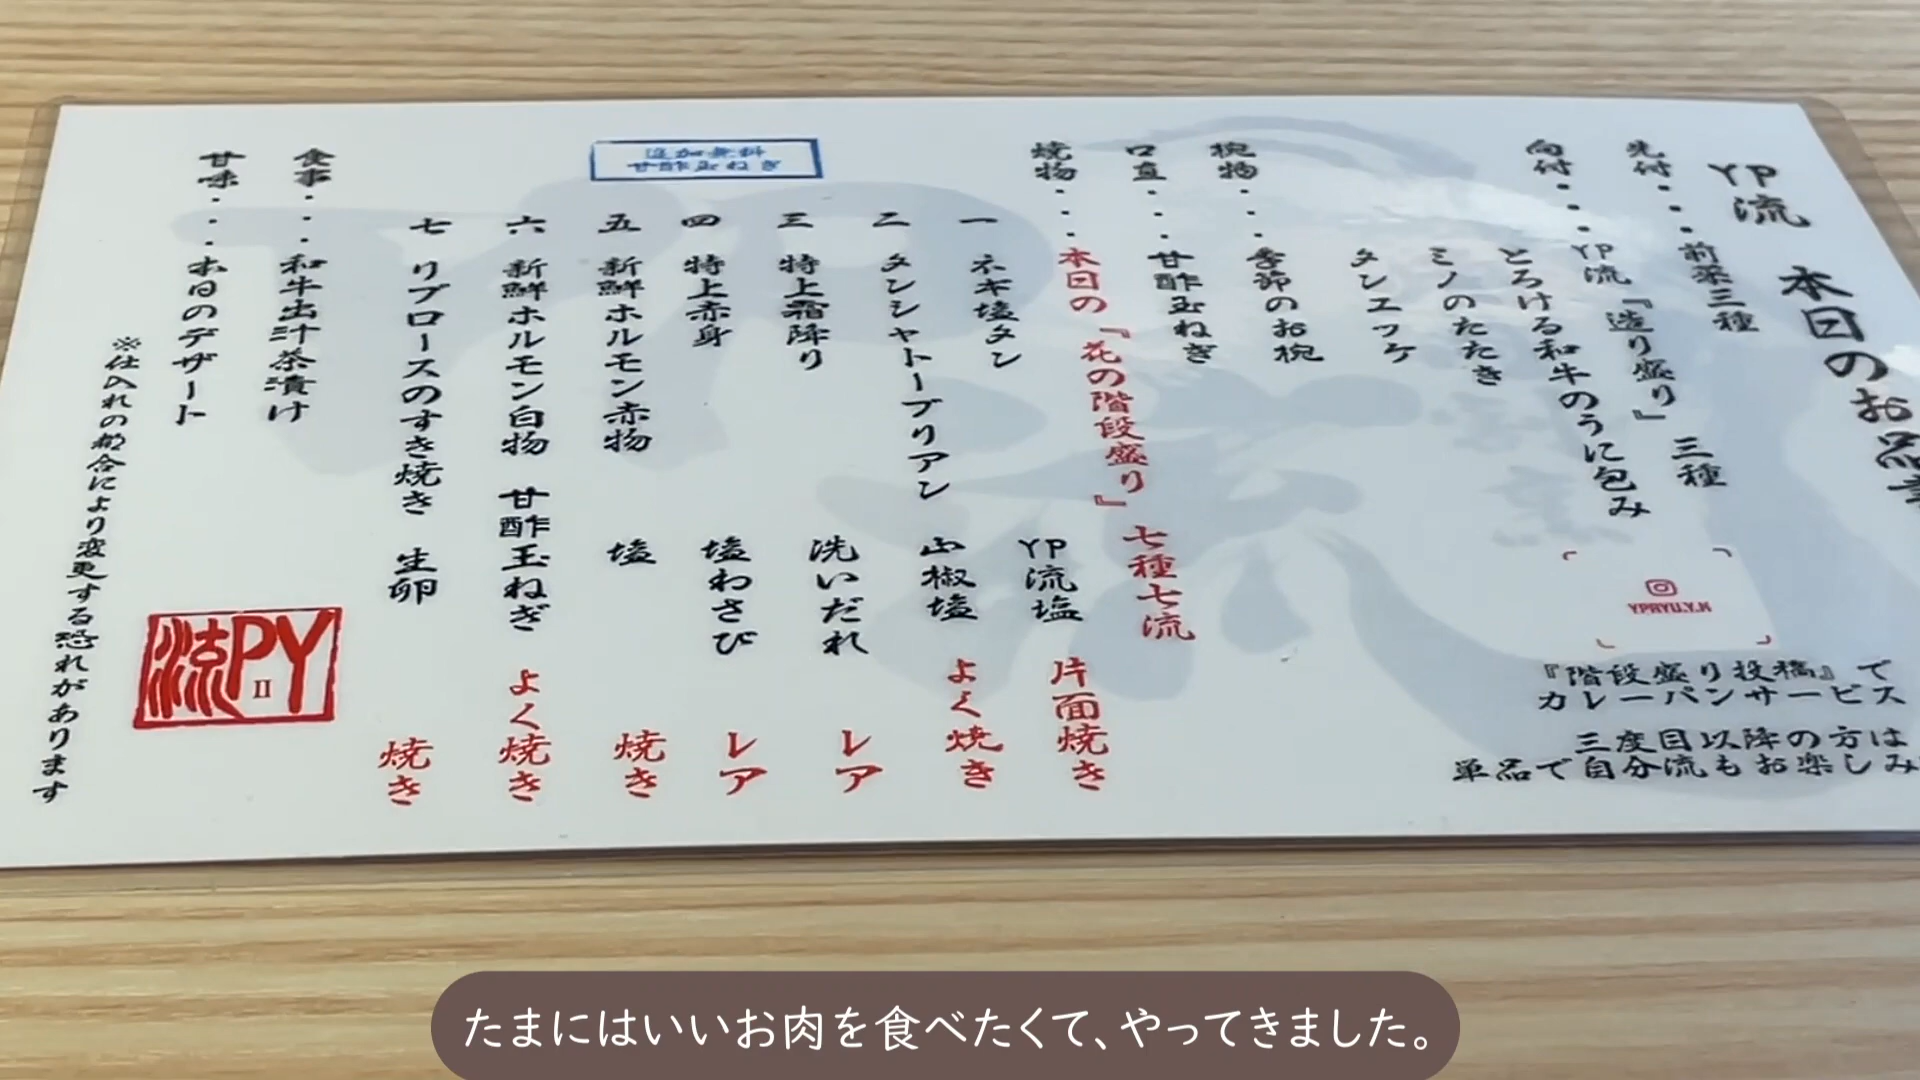 YP流 本日のお品書
先付・・・前菜三種
向付・・・YP流『造り盛り』 三種
とろける和牛のうに包み
ミノのたたき
タンエッグ
椀物・・・季節のお椀
口直・・・甘酢玉ねぎ
焼物・・・本日の『花の階段盛り』 七種七流
一 ネギ塩タン YP流塩 片面焼き
二 タンシャトーブリアン 山椒塩 よく焼き
三 特上霜降り 洗いだれ レア
四 特上赤身 塩わさび レア
五 新鮮ホルモン赤物 塩 焼き
六 新鮮ホルモン白物 甘酢玉ねぎ よく焼き
七 リブロースのすき焼き 生卵 焼き
追加無料
甘酢玉ねぎ
食事・・・和牛出汁茶漬け
甘味・・・本日のデザート
※仕入れの都合により変更する恐れがあります
流PY
II
YPRYU.Y.K
『階段盛り投稿』で
カレーパンサービス
三度目以降の方は
単品で自分流もお楽しみ
たまにはいいお肉を食べたくて、やってきました。